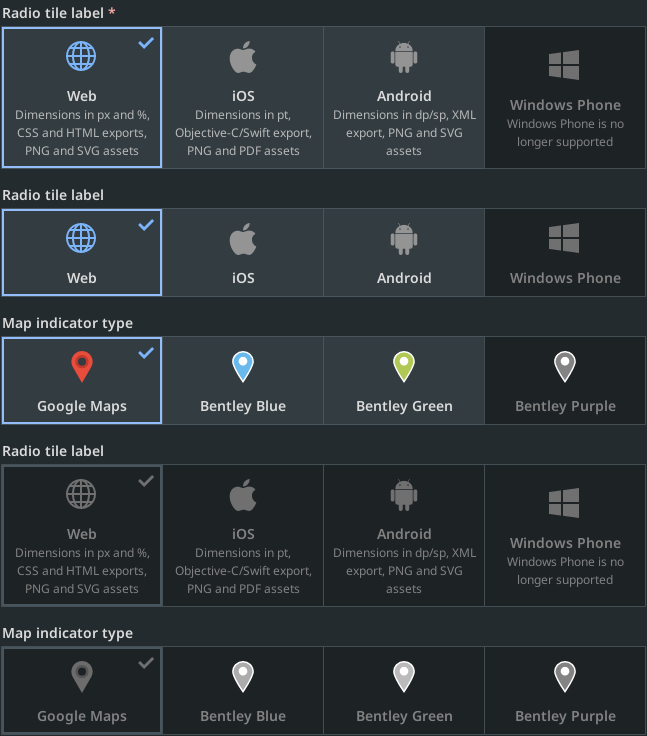 Radio tile label *
Web
Dimensions in px and %,
CSS and HTML exports,
PNG and SVG assets
iOS
Dimensions in pt,
Objective-C/Swift export,
PNG and PDF assets
Android
Dimensions in dp/sp, XML
export, PNG and SVG
assets
Windows Phone
Windows Phone is no
longer supported
Radio tile label
Web
iOS
Android
Windows Phone
Map indicator type
Google Maps
Bentley Blue
Bentley Green
Bentley Purple
Radio tile label
Web
Dimensions in px and %,
CSS and HTML exports,
PNG and SVG assets
iOS
Dimensions in pt,
Objective-C/Swift export,
PNG and PDF assets
Android
Dimensions in dp/sp, XML
export, PNG and SVG
assets
Windows Phone
Windows Phone is no
longer supported
Map indicator type
Google Maps
Bentley Blue
Bentley Green
Bentley Purple